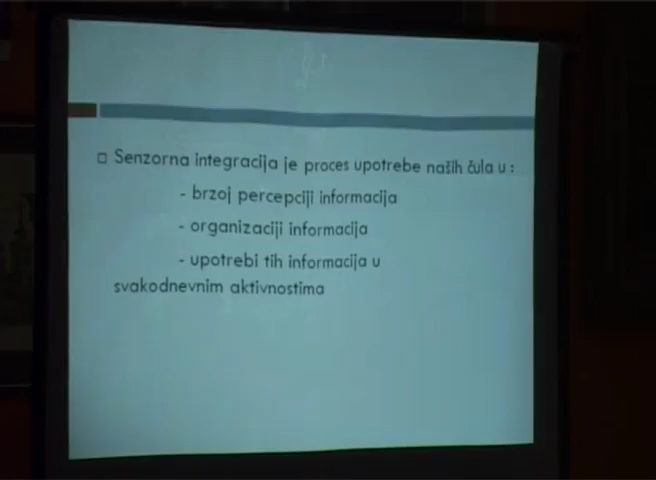 Senzorna integracija je proces upotrebe naših čula u :
- brzoj percepciji informacija
- organizaciji informacija
- upotrebi tih informacija u
svakodnevnim aktivnostima